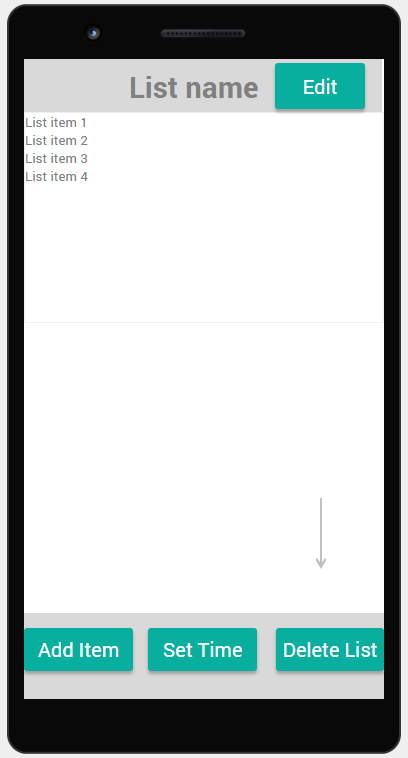 List name
Edit
List item 1
List item 2
List item 3
List item 4
Add Item
Set Time
Delete List